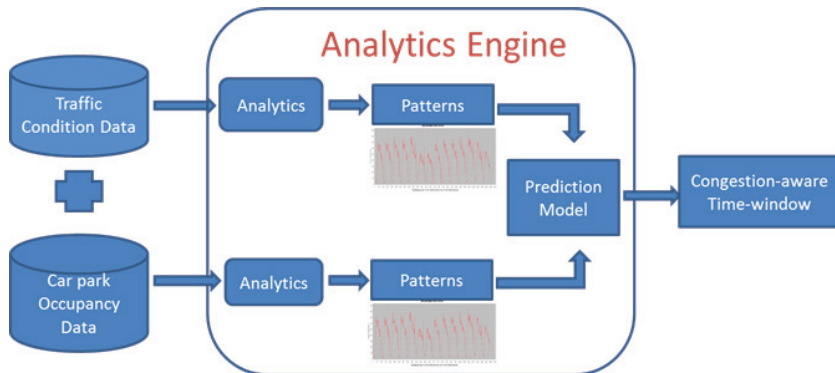 Analytics Engine
Traffic
Condition Data
Analytics
Patterns
Prediction
Model
Congestion-aware
Time-window
Car park
Occupancy
Data
Analytics
Patterns